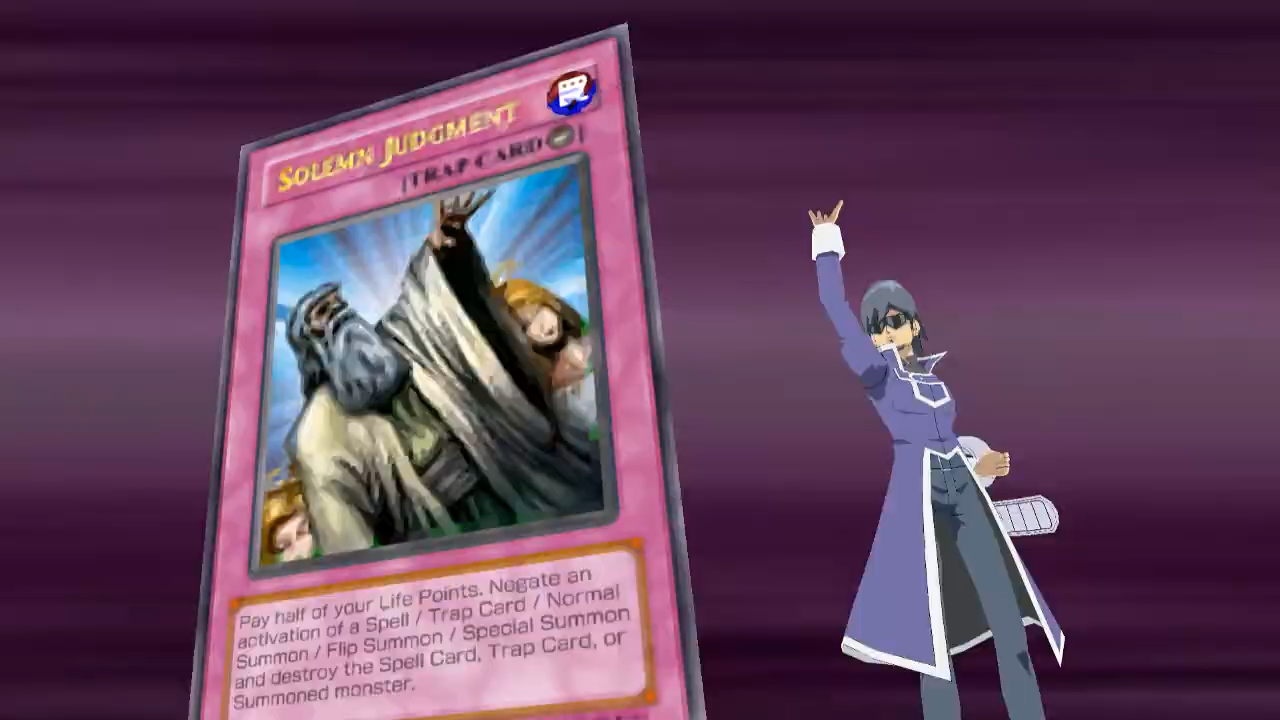 SOLEMN JUDGMENT
[TRAP CARD ]
Pay half of your Life Points. Negate an
activation of a Spell / Trap Card / Normal
Summon / Flip Summon / Special Summon
and destroy the Spell Card, Trap Card, or
Summoned monster.